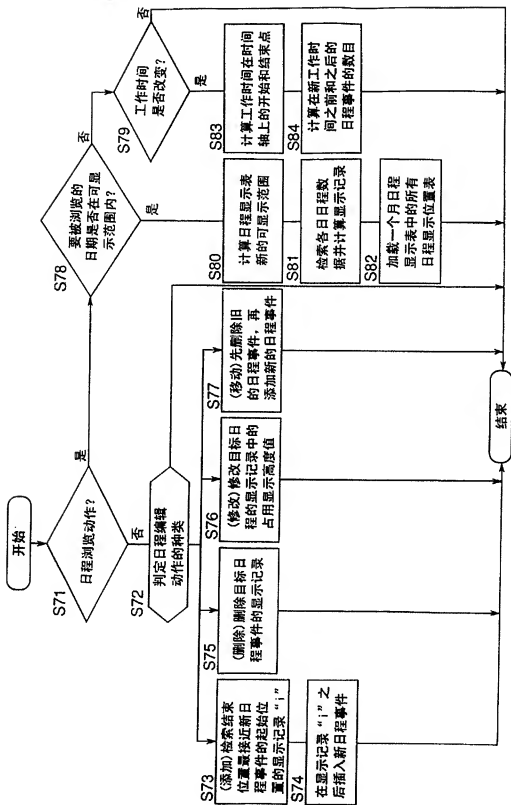 开始
S71
日程浏览动作?
是
否
S72
判定日程编辑
动作的种类
S73
(添加)检索结束
位置最接近新日
程事件的起始位
置的显示记录“i”
S74
在显示记录“i”之
后插入新日程事件
S75
(删除)删除目标日
程事件的显示记录
S76
(修改)修改目标日
程的显示记录中的
占用显示高度值
S77
(移动)先删除旧
的日程事件,再
添加新的日程事件
S78
要被浏览的
日期是否在可显
示范围内?
否
是
S79
工作时间
是否改变?
否
是
S80
计算日程显示表
新的可显示范围
S81
检索各日日程数
据并计算显示记录
S82
加载一个月日程
显示表中的所有
日程显示位置表
S83
计算工作时间在时间
轴上的开始和结束点
S84
计算在新工作时
间之前和之后的
日程事件的数目
结束